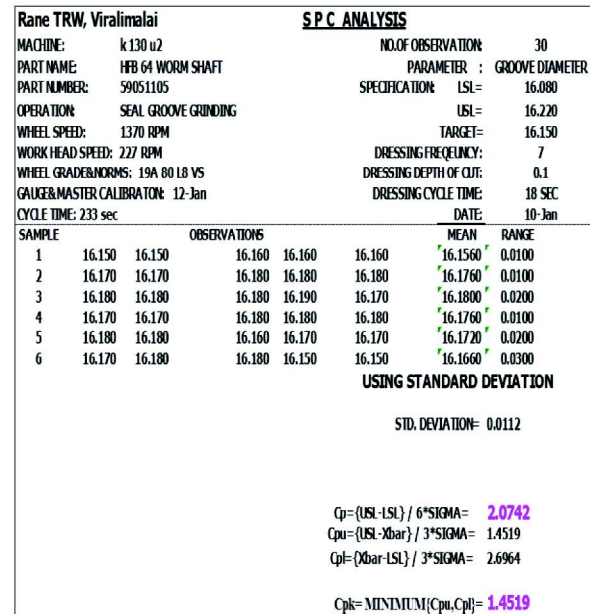 Rane TRW, Viralimalai S P C ANALYSIS
MACHINE: k 130 u2 NO.OF OBSERVATION: 30
PART NAME: HFB 64 WORM SHAFT PARAMETER : GROOVE DIAMETER
PART NUMBER: 59051105 SPECIFICATION: LSL= 16.080
OPERATION: SEAL GROOVE GRINDING USL= 16.220
WHEEL SPEED: 1370 RPM TARGET= 16.150
WORK HEAD SPEED: 227 RPM DRESSING FREQEUNCY: 7
WHEEL GRADE&NORMS: 19A 80 L8 VS DRESSING DEPTH OF CUT: 0.1
GAUGE&MASTER CALIBRATON: 12-Jan DRESSING CYCLE TIME: 18 SEC
CYCLE TIME: 233 sec DATE: 10-Jan
SAMPLE OBSERVATIONS MEAN RANGE
1 16.150 16.150 16.160 16.160 16.160 16.1560 0.0100
2 16.170 16.170 16.180 16.180 16.180 16.1760 0.0100
3 16.180 16.180 16.180 16.190 16.170 16.1800 0.0200
4 16.170 16.170 16.180 16.180 16.180 16.1760 0.0100
5 16.180 16.180 16.160 16.170 16.170 16.1720 0.0200
6 16.170 16.180 16.180 16.150 16.150 16.1660 0.0300
USING STANDARD DEVIATION
STD. DEVIATION= 0.0112
Cp={USL-LSL} / 6*SIGMA= 2.0742
Cpu={USL-Xbar} / 3*SIGMA= 1.4519
Cpl={Xbar-LSL} / 3*SIGMA= 2.6964
Cpk= MINIMUM{Cpu,Cpl}= 1.4519